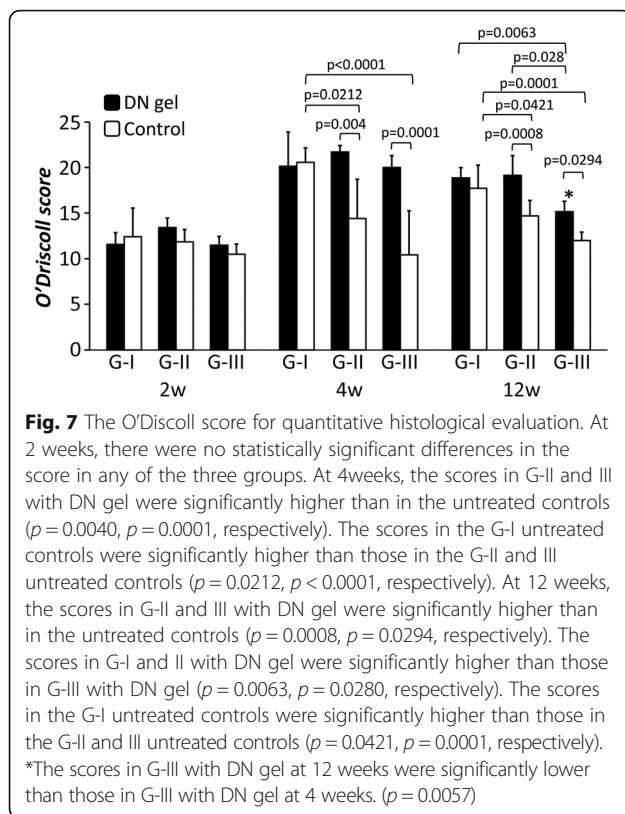 p=0.0063
p=0.028
p<0.0001
p=0.0001
p=0.0212
p=0.0421
DN gel
p=0.004
p=0.0001
p=0.0008
Control
p=0.0294
O'Driscoll score
25
20
15
10
5
0
*
G-I G-II G-III G-I G-II G-III G-I G-II G-III
2w 4w 12w
Fig. 7 The O'Discoll score for quantitative histological evaluation. At
2 weeks, there were no statistically significant differences in the
score in any of the three groups. At 4weeks, the scores in G-II and III
with DN gel were significantly higher than in the untreated controls
(p = 0.0040, p = 0.0001, respectively). The scores in the G-I untreated
controls were significantly higher than those in the G-II and III
untreated controls (p = 0.0212, p < 0.0001, respectively). At 12 weeks,
the scores in G-II and III with DN gel were significantly higher than
in the untreated controls (p = 0.0008, p = 0.0294, respectively). The
scores in G-I and II with DN gel were significantly higher than those
in G-III with DN gel (p = 0.0063, p = 0.0280, respectively). The scores
in the G-I untreated controls were significantly higher than those in
the G-II and III untreated controls (p = 0.0421, p = 0.0001, respectively).
*The scores in G-III with DN gel at 12 weeks were significantly lower
than those in G-III with DN gel at 4 weeks. (p = 0.0057)